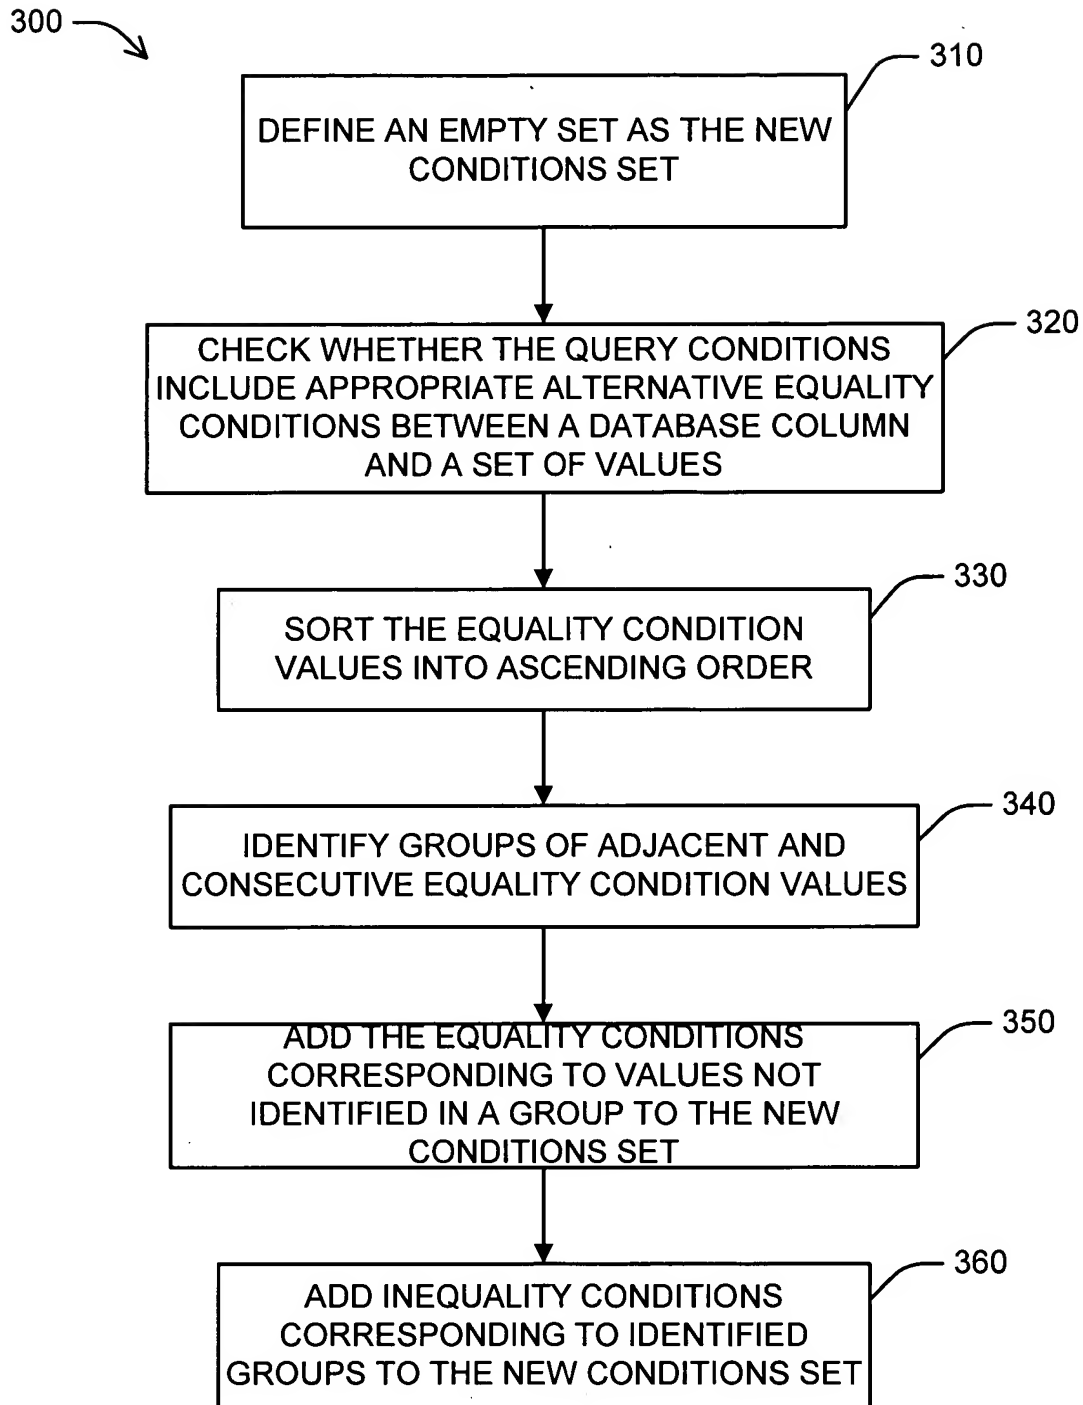 300
310
DEFINE AN EMPTY SET AS THE NEW
CONDITIONS SET
320
CHECK WHETHER THE QUERY CONDITIONS
INCLUDE APPROPRIATE ALTERNATIVE EQUALITY
CONDITIONS BETWEEN A DATABASE COLUMN
AND A SET OF VALUES
330
SORT THE EQUALITY CONDITION
VALUES INTO ASCENDING ORDER
340
IDENTIFY GROUPS OF ADJACENT AND
CONSECUTIVE EQUALITY CONDITION VALUES
350
ADD THE EQUALITY CONDITIONS
CORRESPONDING TO VALUES NOT
IDENTIFIED IN A GROUP TO THE NEW
CONDITIONS SET
360
ADD INEQUALITY CONDITIONS
CORRESPONDING TO IDENTIFIED
GROUPS TO THE NEW CONDITIONS SET